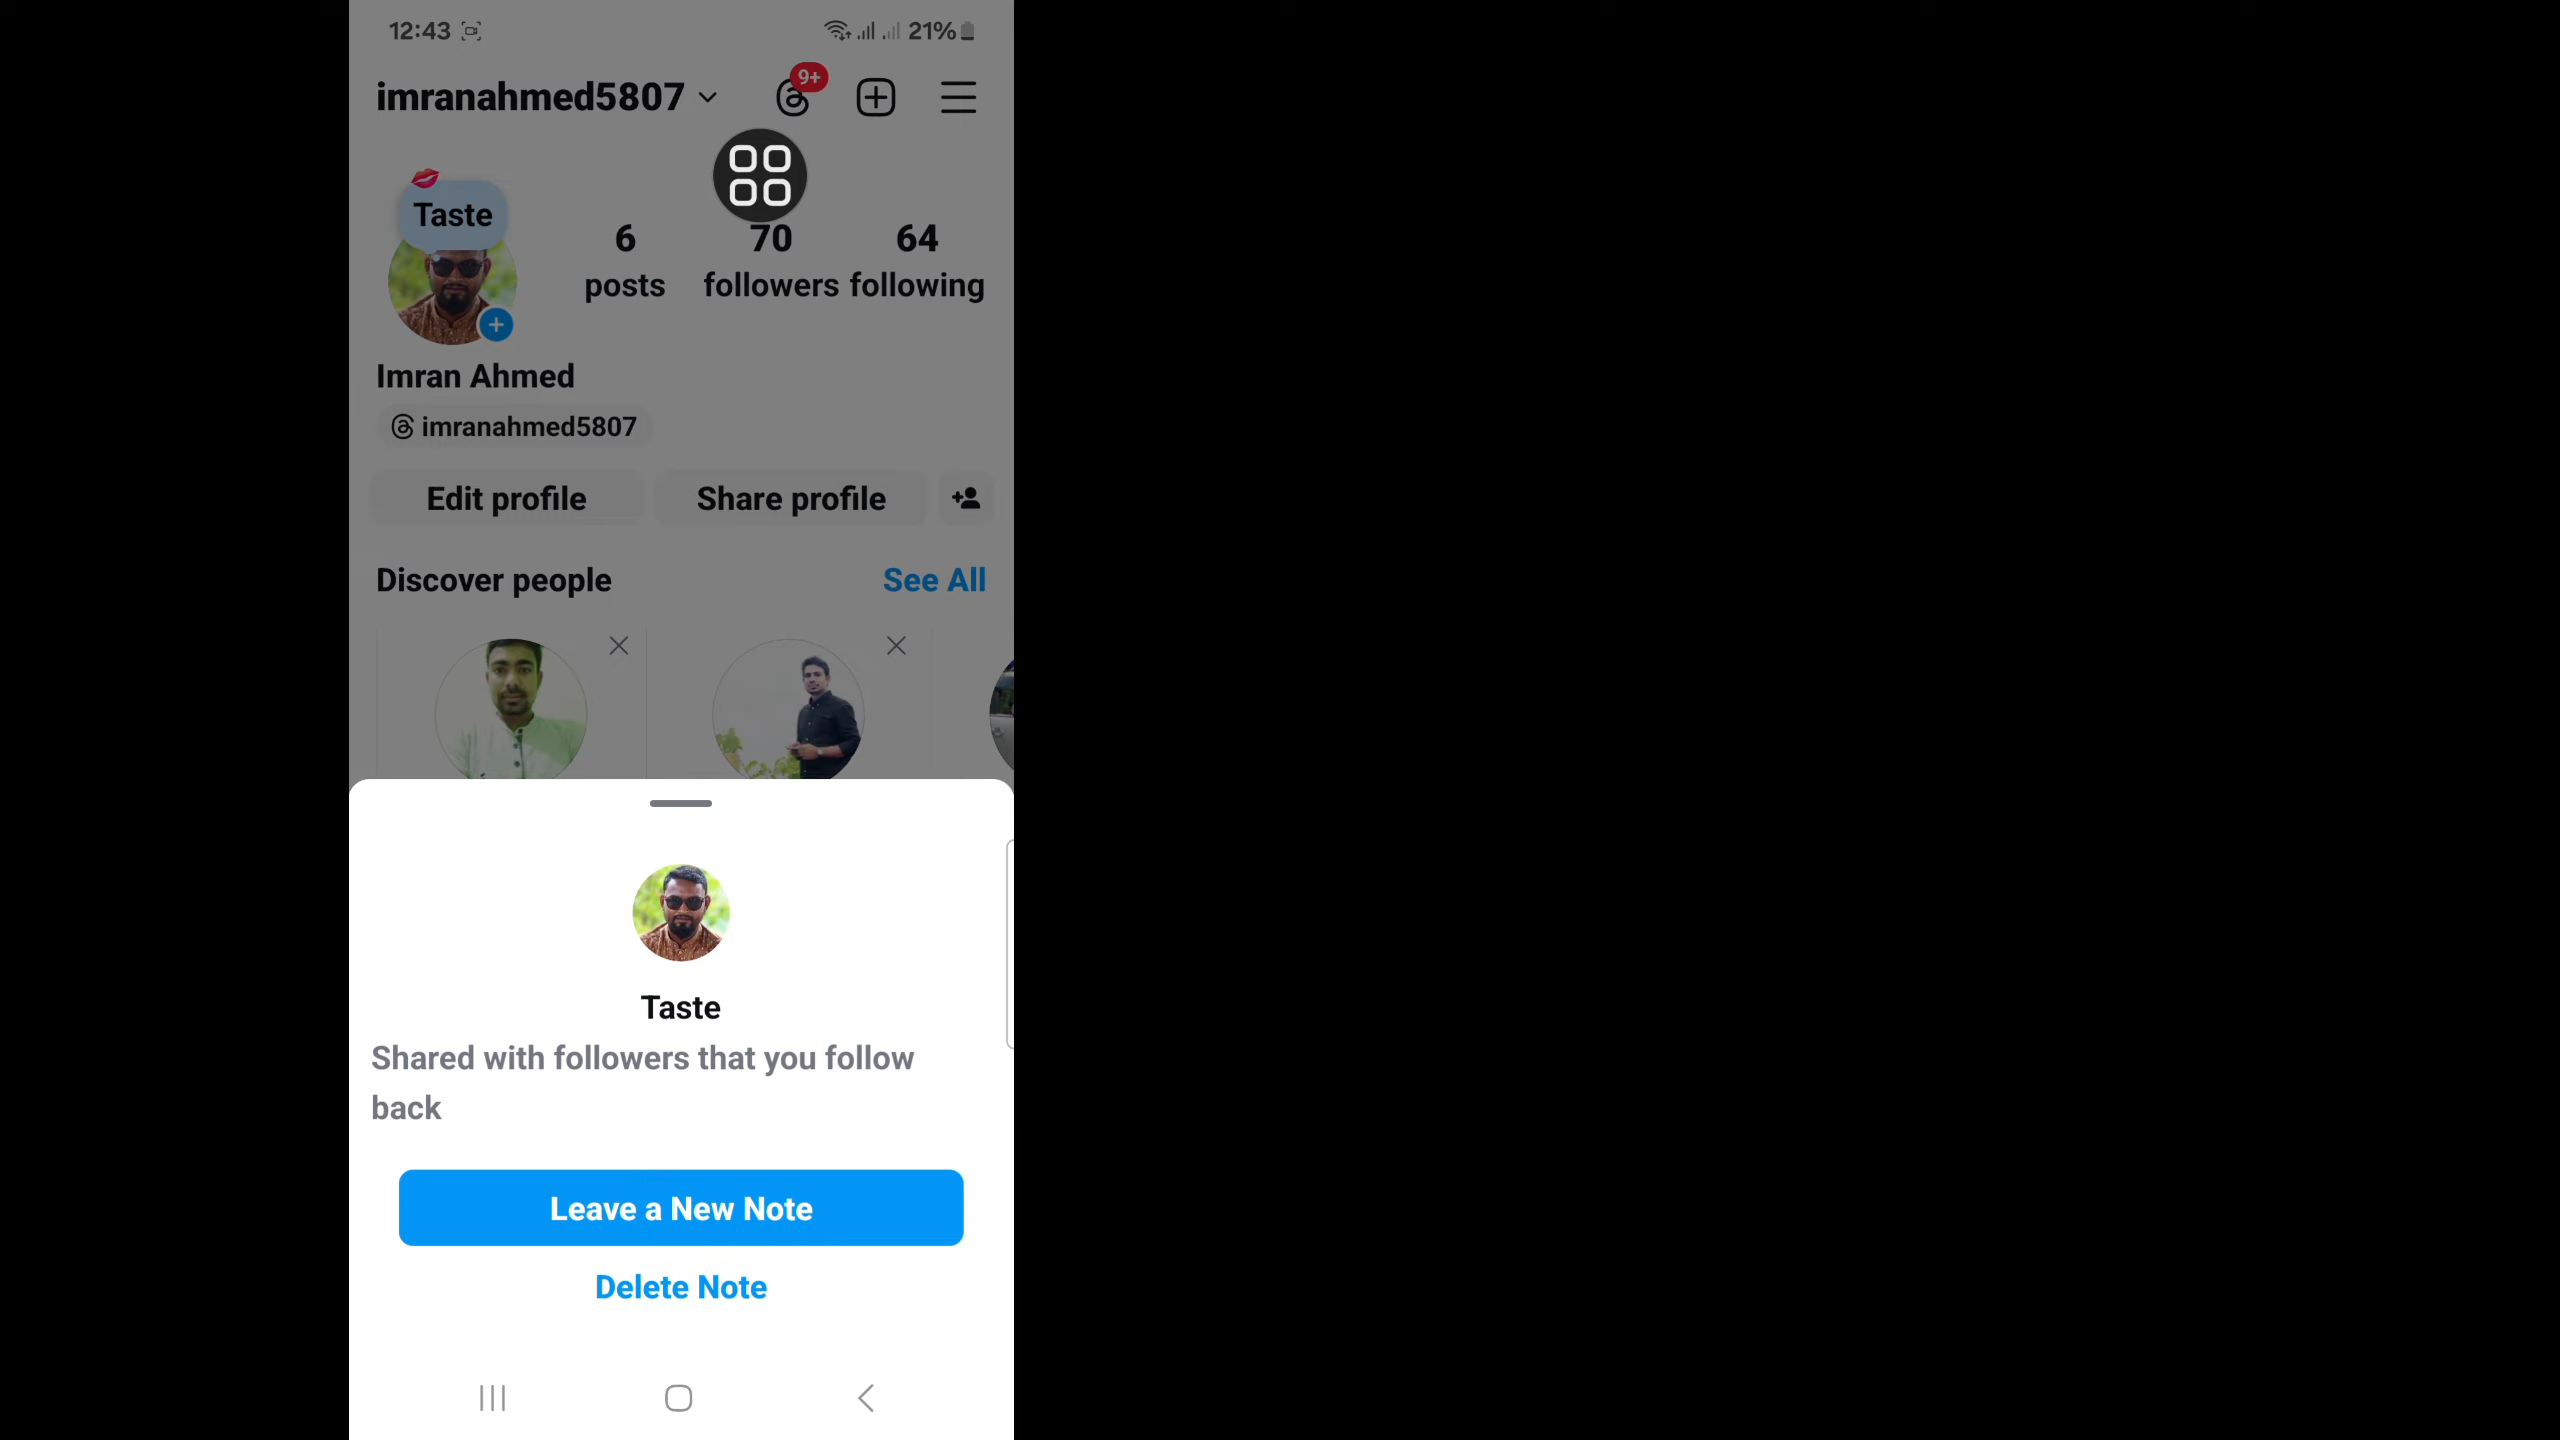 12:43 21%
imranahmed5807 9+
Taste
6 70 64
posts followers following
Imran Ahmed
imranahmed5807
Edit profile Share profile
Discover people See All
Taste
Shared with followers that you follow
back
Leave a New Note
Delete Note